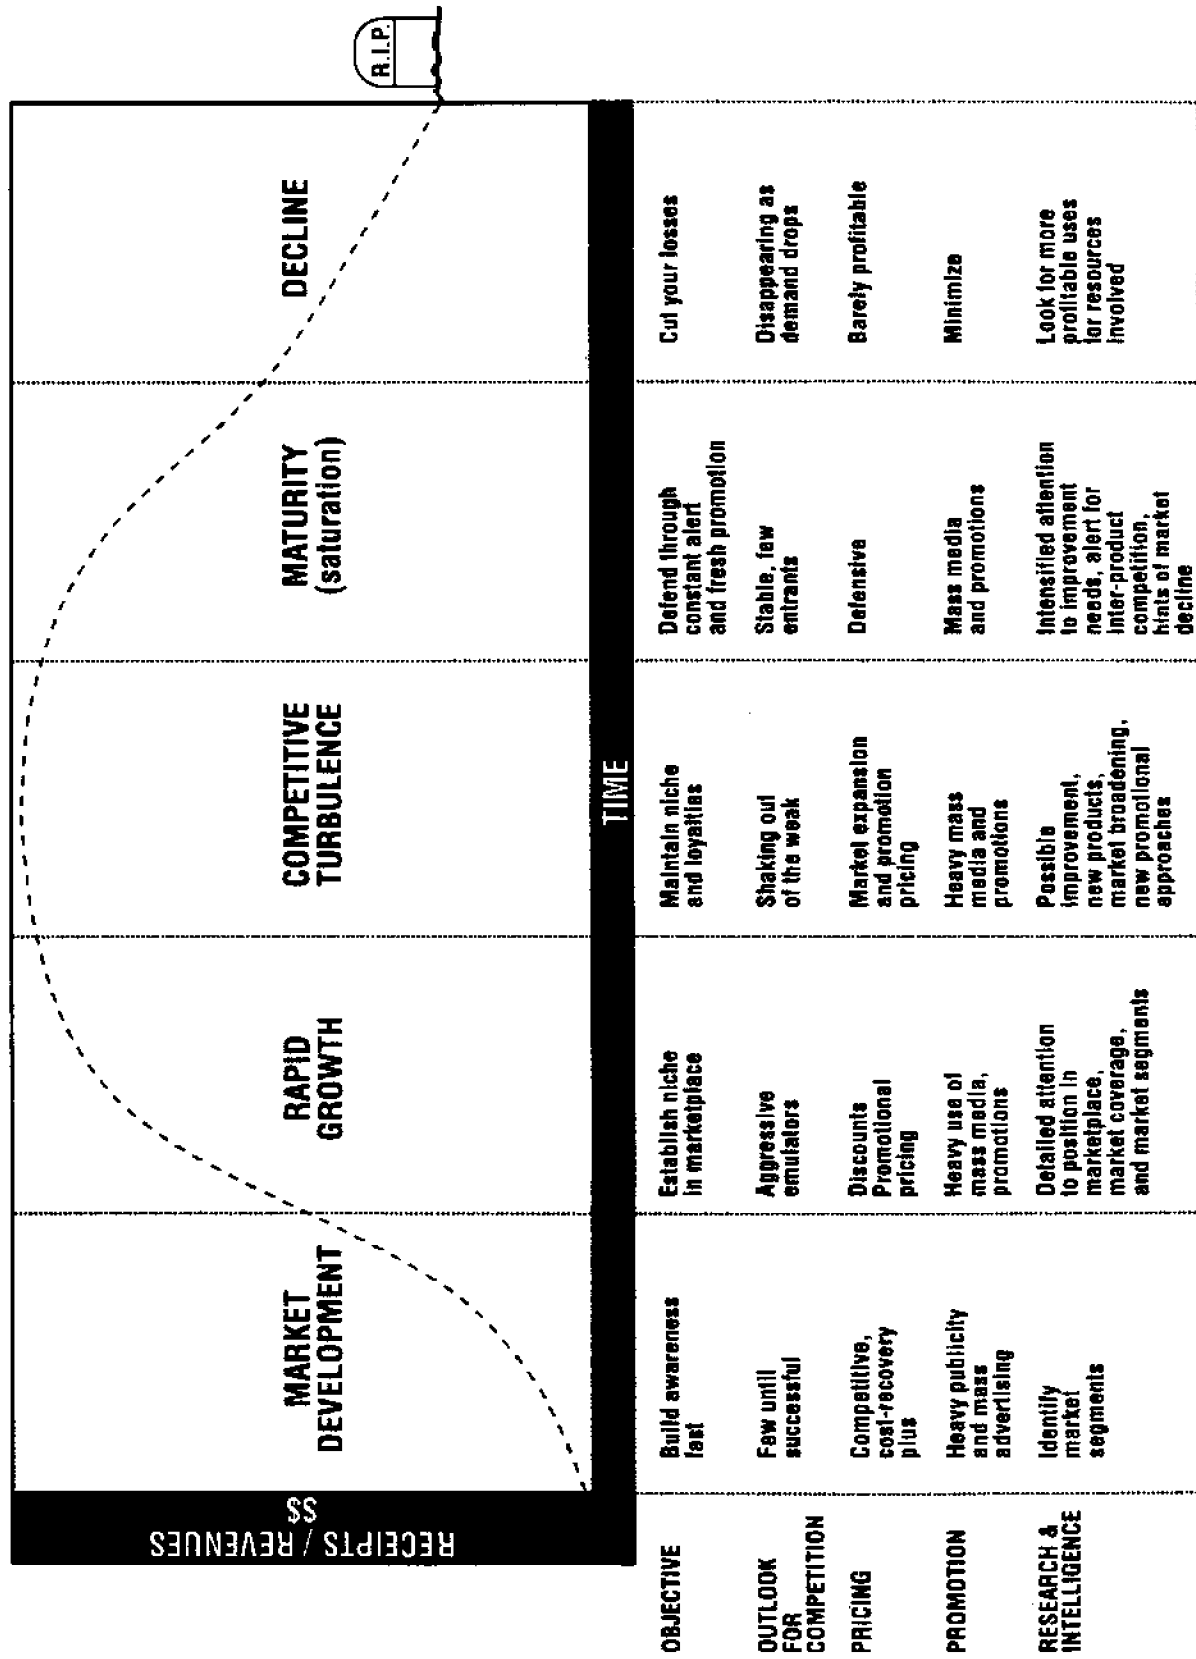 R.I.P.
RECEIPTS / REVENUES
$$
MARKET
DEVELOPMENT
RAPID
GROWTH
COMPETITIVE
TURBULENCE
MATURITY
(saturation)
DECLINE
TIME
OBJECTIVE
Build awareness
fast
Establish niche
in marketplace
Maintain niche
and loyalties
Defend through
constant alert
and fresh promotion
Cut your losses
OUTLOOK
FOR
COMPETITION
Few until
successful
Aggressive
emulators
Shaking out
of the weak
Stable, few
entrants
Disappearing as
demand drops
PRICING
Competitive,
cost-recovery
plus
Discounts
Promotional
pricing
Market expansion
and promotion
pricing
Defensive
Barely profitable
PROMOTION
Heavy publicity
and mass
advertising
Heavy use of
mass media,
promotions
Heavy mass
media and
promotions
Mass media
and promotions
Minimize
RESEARCH &
INTELLIGENCE
Identify
market
segments
Detailed attention
to position in
marketplace,
market coverage,
and market segments
Possible
improvement,
new products,
market broadening,
new promotional
approaches
Intensified attention
to improvement
needs, alert for
inter-product
competition,
hints of market
decline
Look for more
profitable uses
for resources
involved